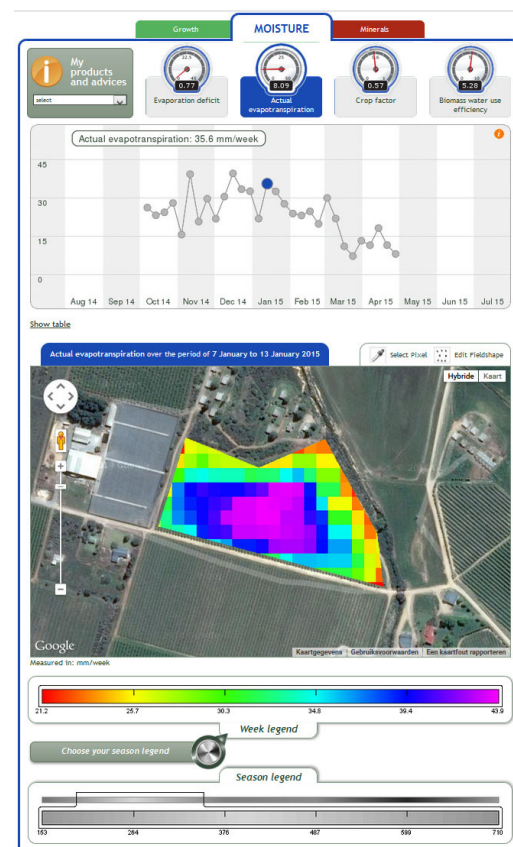 Growth
MOISTURE
Minerals
My
products
and advices
select
22.5
0.77
Evaporation deficit
25
8.09
Actual
evapotranspiration
0.57
Crop factor
5.28
Biomass water use
efficiency
Actual evapotranspiration: 35.6 mm/week
45
30
15
0
Aug 14 Sep 14 Oct 14 Nov 14 Dec 14 Jan 15 Feb 15 Mar 15 Apr 15 May 15 Jun 15 Jul 15
Show table
Actual evapotranspiration over the period of 7 January to 13 January 2015
Select Pixel
Edit Fieldshape
Hybride Kaart
Google
Kaartgegevens Gebruiksvoorwaarden Een kaartfout rapporteren
Measured in: mm/week
21.2 25.7 30.3 34.8 39.4 43.9
Week legend
Choose your season legend
Season legend
153 264 376 487 599 710